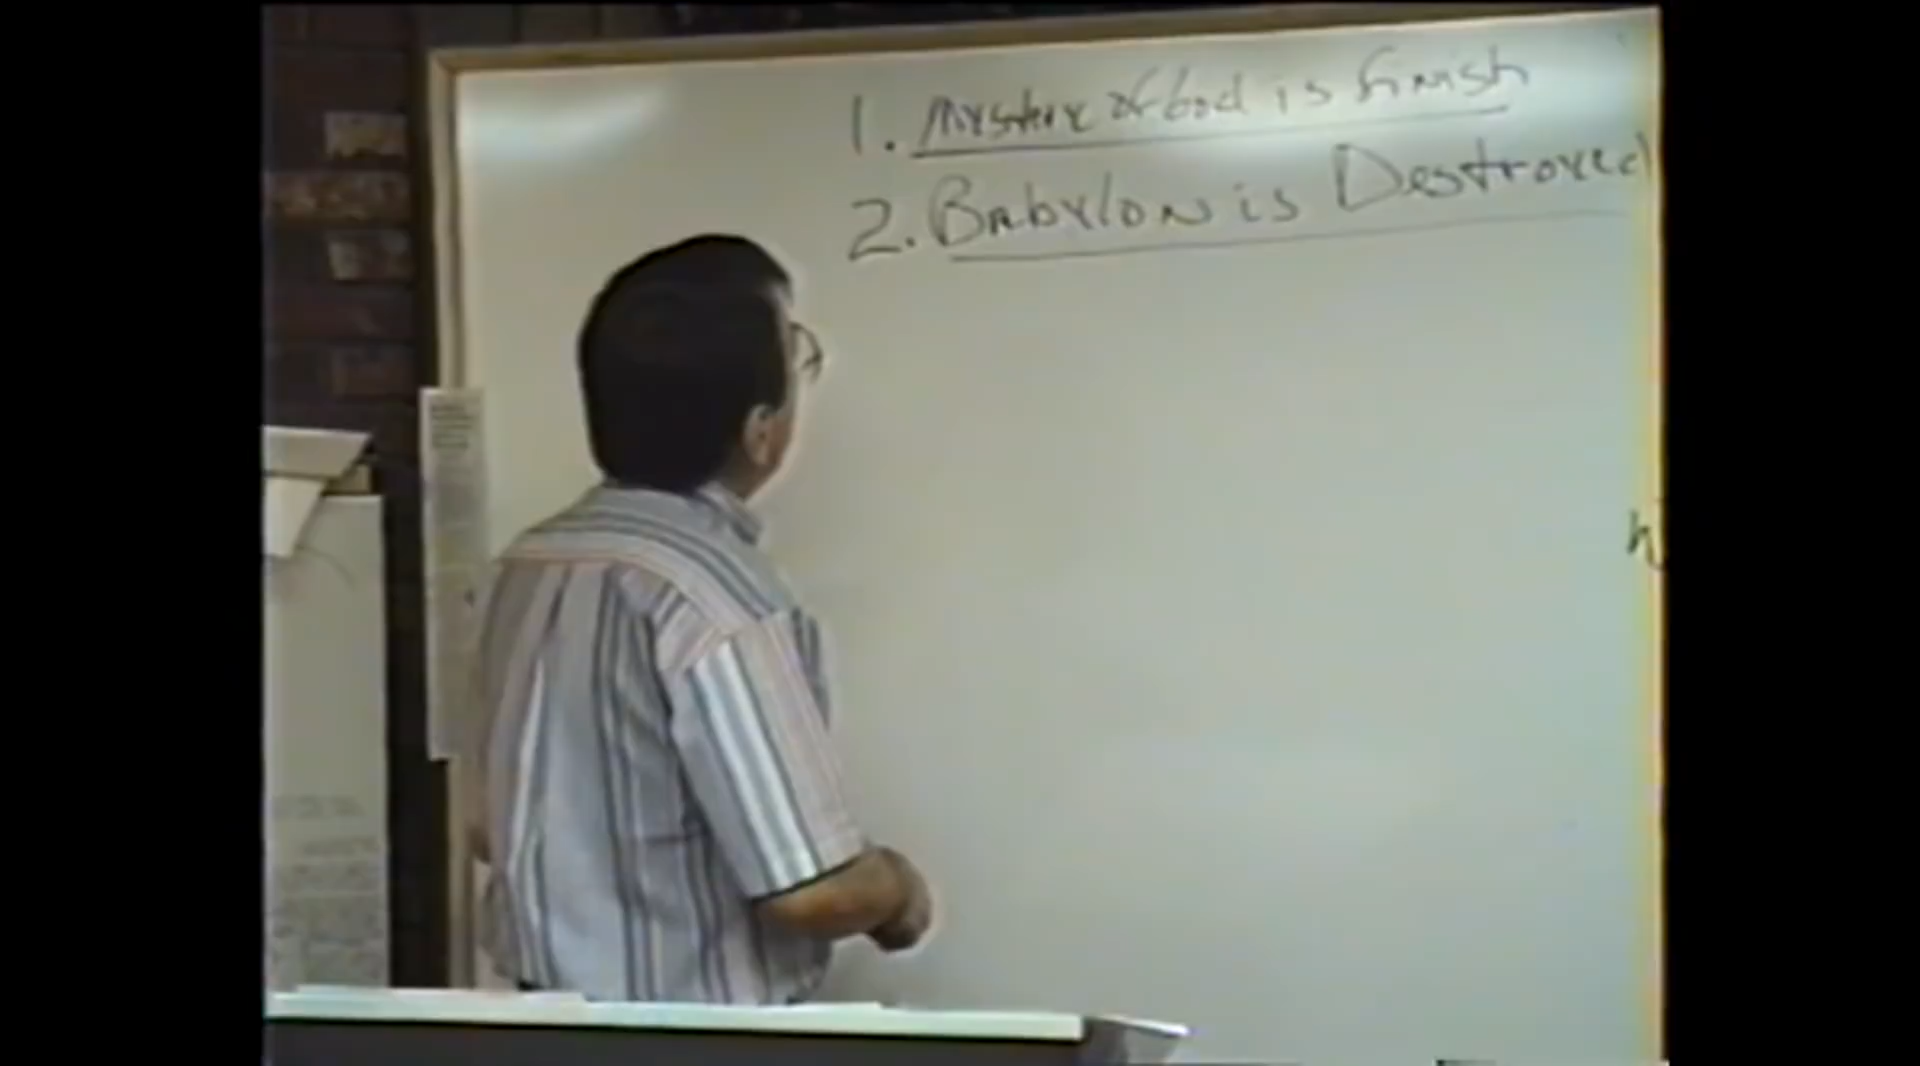 1. Mystery of God is Finish
2. Babylon is Destroyed